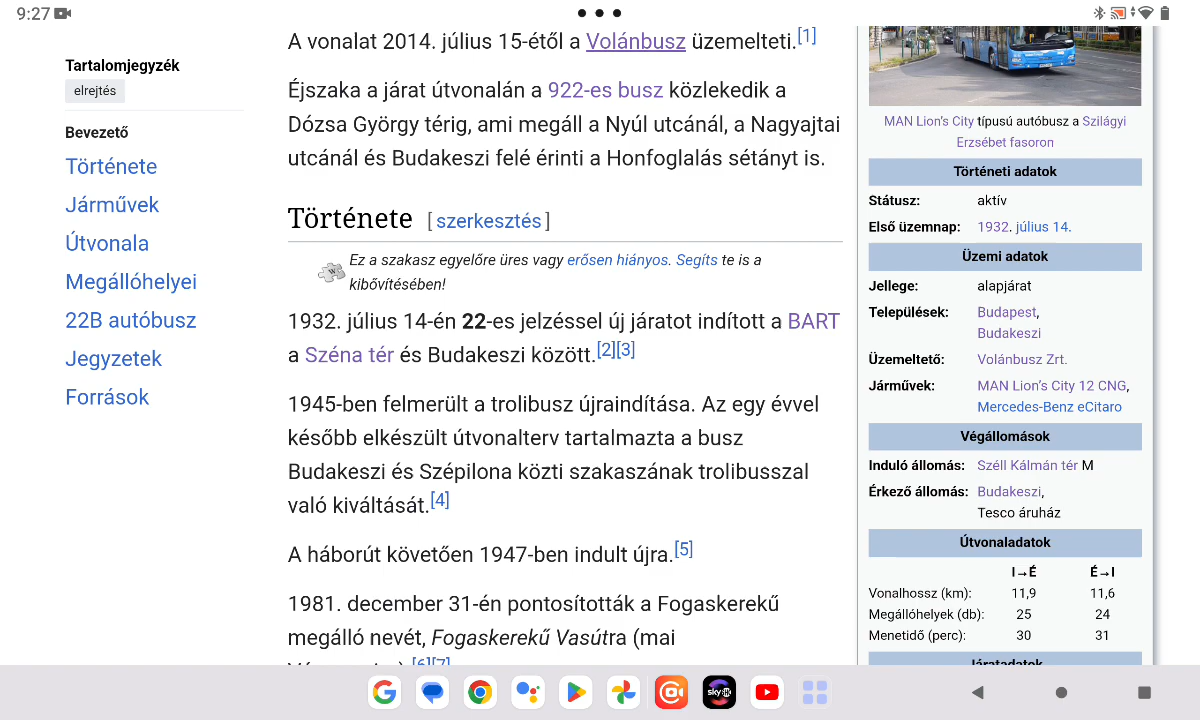 9:27
Tartalomjegyzék
elrejtés
Bevezető
Története
Járművek
Útvonala
Megállóhelyei
22B autóbusz
Jegyzetek
Források
A vonalat 2014. július 15-étől a Volánbusz üzemelteti.[1]
Éjszaka a járat útvonalán a 922-es busz közlekedik a
Dózsa György térig, ami megáll a Nyúl utcánál, a Nagyajtai
utcánál és Budakeszi felé érinti a Honfoglalás sétányt is.
Története [ szerkesztés ]
Ez a szakasz egyelőre üres vagy erősen hiányos. Segíts te is a
kibővítésében!
1932. július 14-én 22-es jelzéssel új járatot indított a BART
a Széna tér és Budakeszi között.[2][3]
1945-ben felmerült a trolibusz újraindítása. Az egy évvel
később elkészült útvonalterv tartalmazta a busz
Budakeszi és Szépilona közti szakaszának trolibusszal
való kiváltását.[4]
A háborút követően 1947-ben indult újra.[5]
1981. december 31-én pontosították a Fogaskerekű
megálló nevét, Fogaskerekű Vasútra (mai
[6][7]
MAN Lion's City típusú autóbusz a Szilágyi
Erzsébet fasoron
Történeti adatok
Státusz: aktív
Első üzemnap: 1932. július 14.
Üzemi adatok
Jellege: alapjárat
Települések: Budapest,
Budakeszi
Üzemeltető: Volánbusz Zrt.
Járművek: MAN Lion's City 12 CNG,
Mercedes-Benz eCitaro
Végállomások
Induló állomás: Széll Kálmán tér M
Érkező állomás: Budakeszi,
Tesco áruház
Útvonaladatok
I→É É→I
Vonalhossz (km): 11,9 11,6
Megállóhelyek (db): 25 24
Menetidő (perc): 30 31
Járatadatok
sky